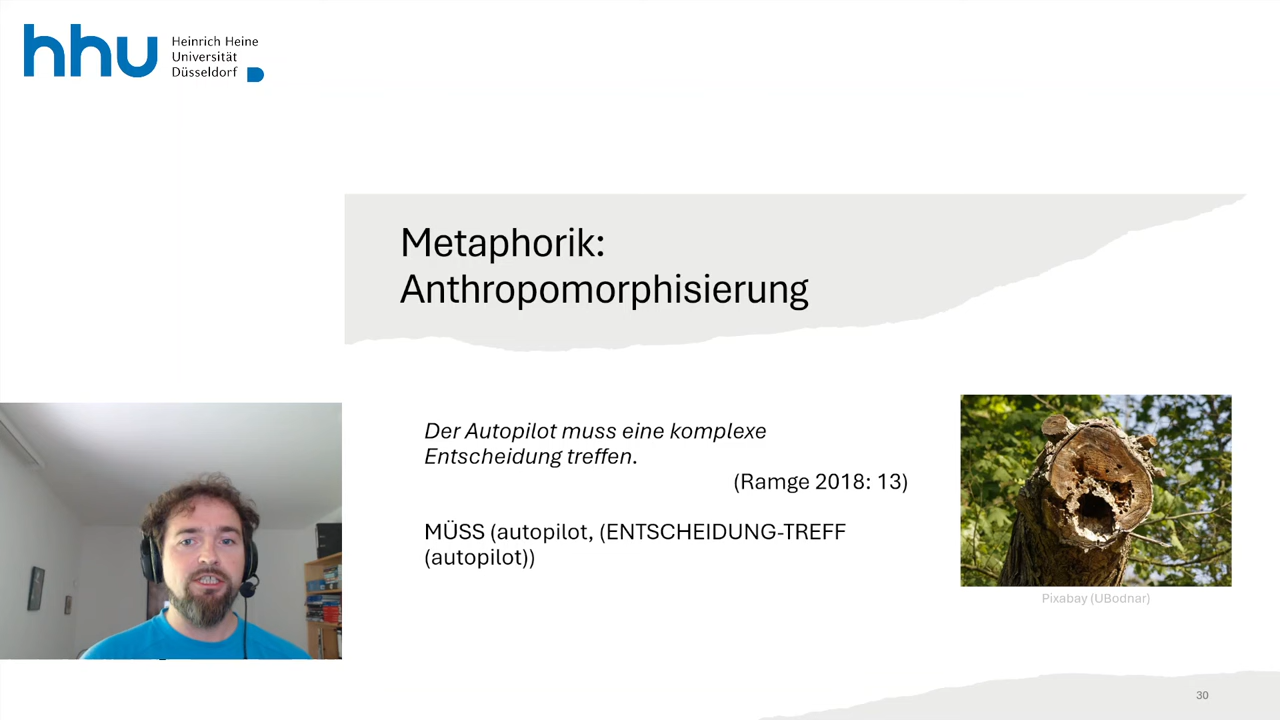 hhu
Heinrich Heine
Universität
Düsseldorf
Metaphorik:
Anthropomorphisierung
Der Autopilot muss eine komplexe
Entscheidung treffen.
(Ramge 2018: 13)
MÜSS (autopilot, (ENTSCHEIDUNG-TREFF
(autopilot))
Pixabay (UBodnar)
30